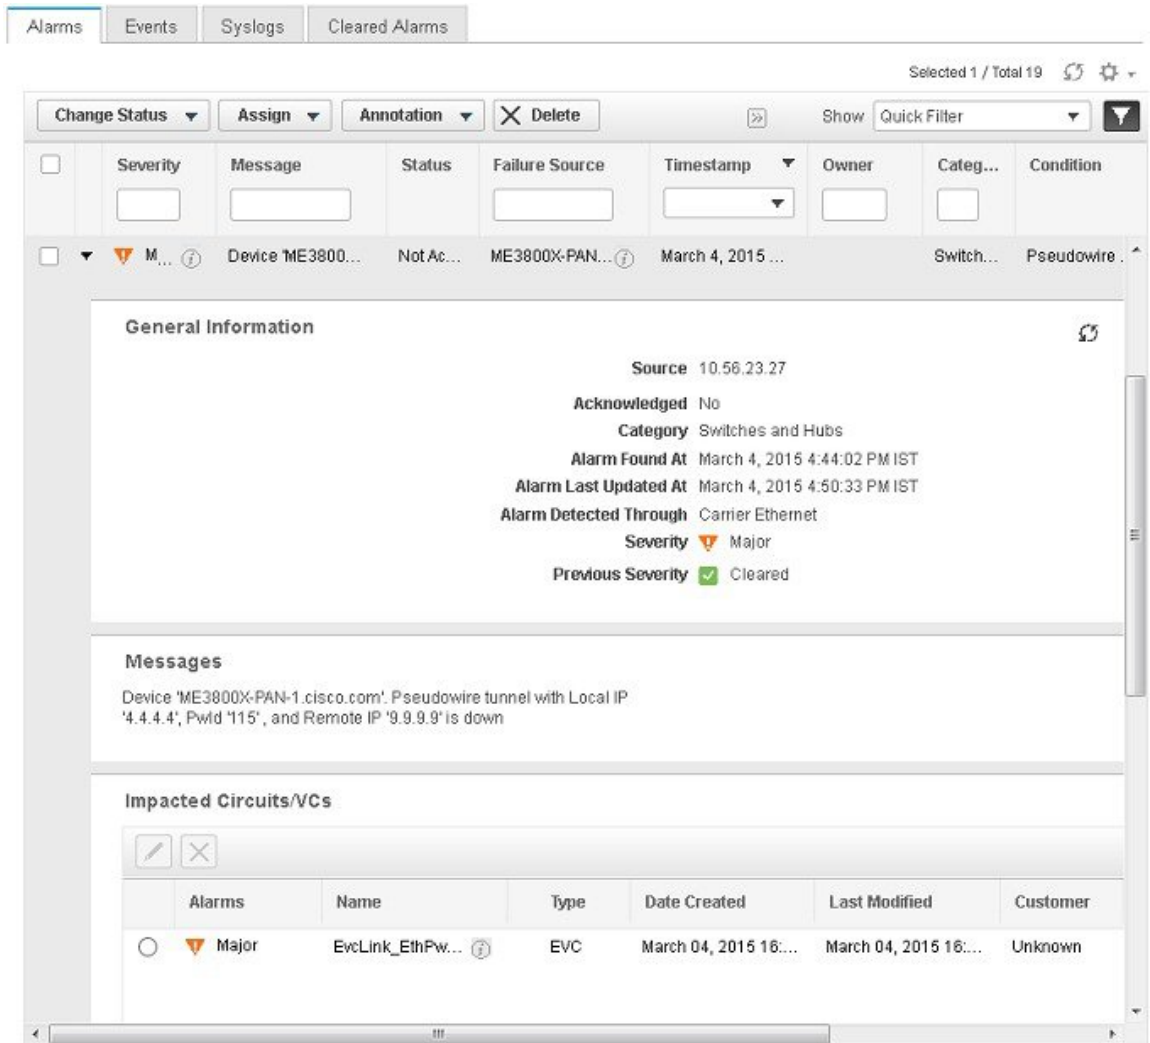 Alarms Events Syslogs Cleared Alarms
Selected 1 / Total 19
Change Status Assign Annotation Delete Show Quick Filter
Severity Message Status Failure Source Timestamp Owner Categ... Condition
M... Device 'ME3800... Not Ac... ME3800X-PAN... March 4, 2015 ... Switch... Pseudowire .
General Information
Source 10.56.23.27
Acknowledged No
Category Switches and Hubs
Alarm Found At March 4, 2015 4:44:02 PM IST
Alarm Last Updated At March 4, 2015 4:50:33 PM IST
Alarm Detected Through Carrier Ethernet
Severity Major
Previous Severity Cleared
Messages
Device 'ME3800X-PAN-1.cisco.com'. Pseudowire tunnel with Local IP
'4.4.4.4', PwId '115' , and Remote IP '9.9.9.9' is down
Impacted Circuits/VCs
Alarms Name Type Date Created Last Modified Customer
Major EvcLink_EthPw... EVC March 04, 2015 16:... March 04, 2015 16:... Unknown